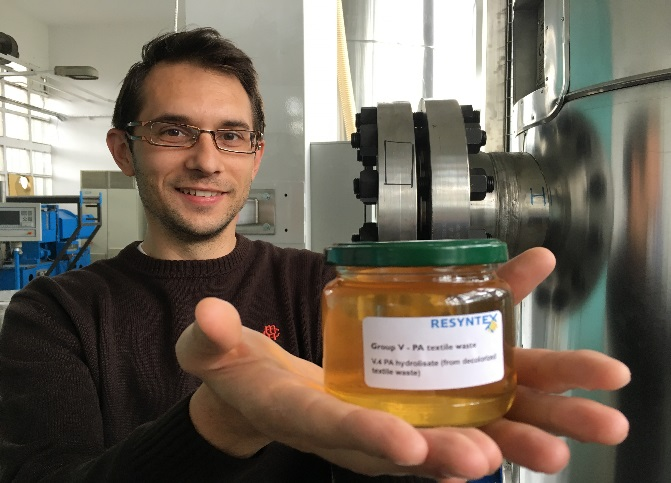 RESYNTEX
Group V - PA textile waste
V.4 PA hydrolisate (from decolorized
textile waste)
H